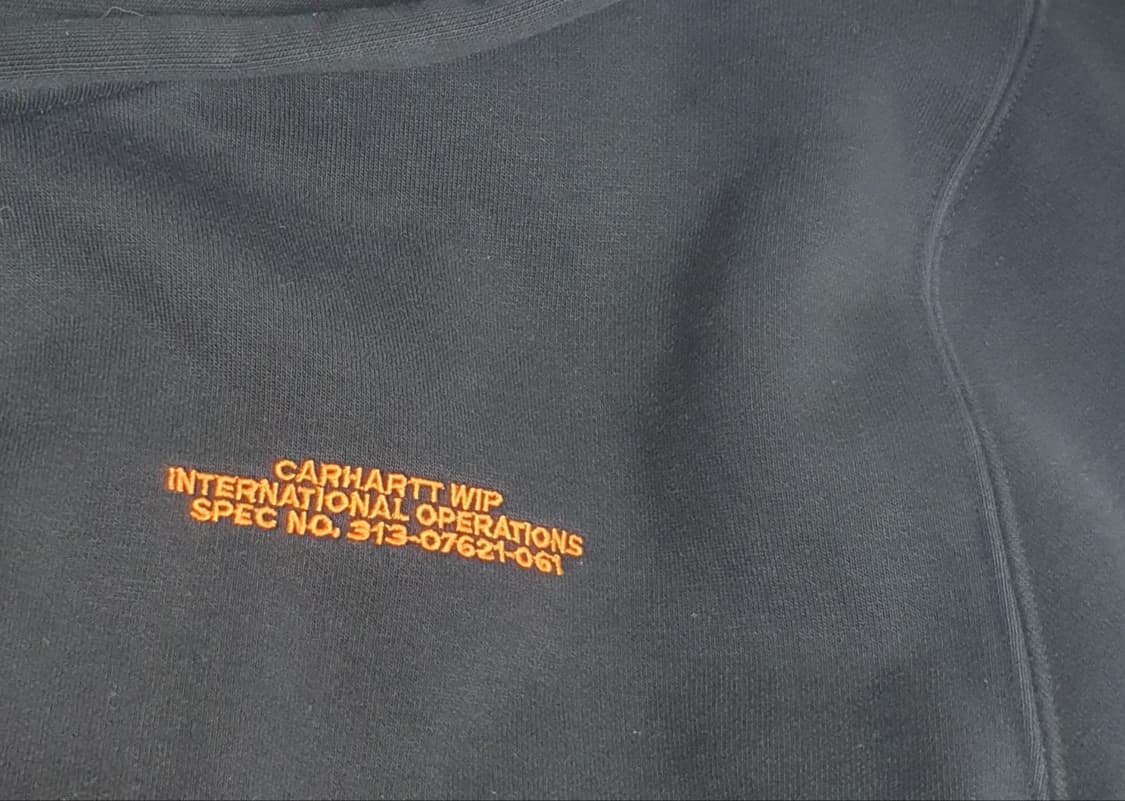 CARHARTT WIP
INTERNATIONAL OPERATIONS
SPEC NO. 313-07621-061